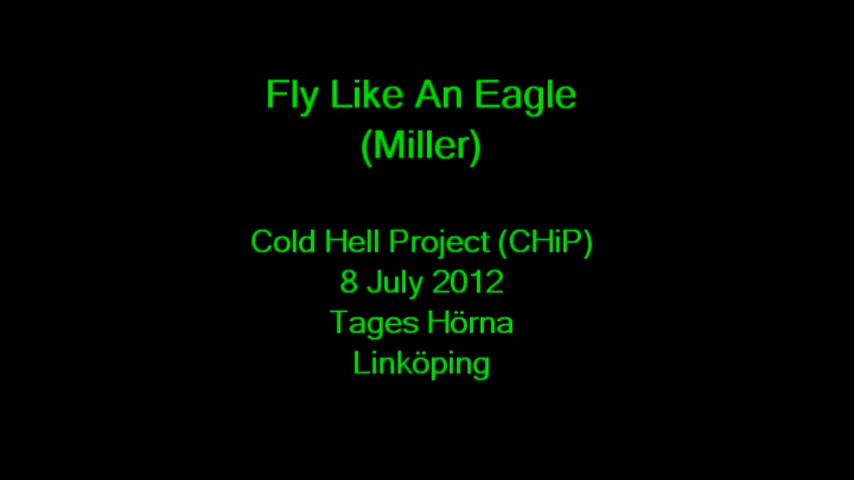 Fly Like An Eagle
(Miller)
Cold Hell Project (CHiP)
8 July 2012
Tages Hörna
Linköping